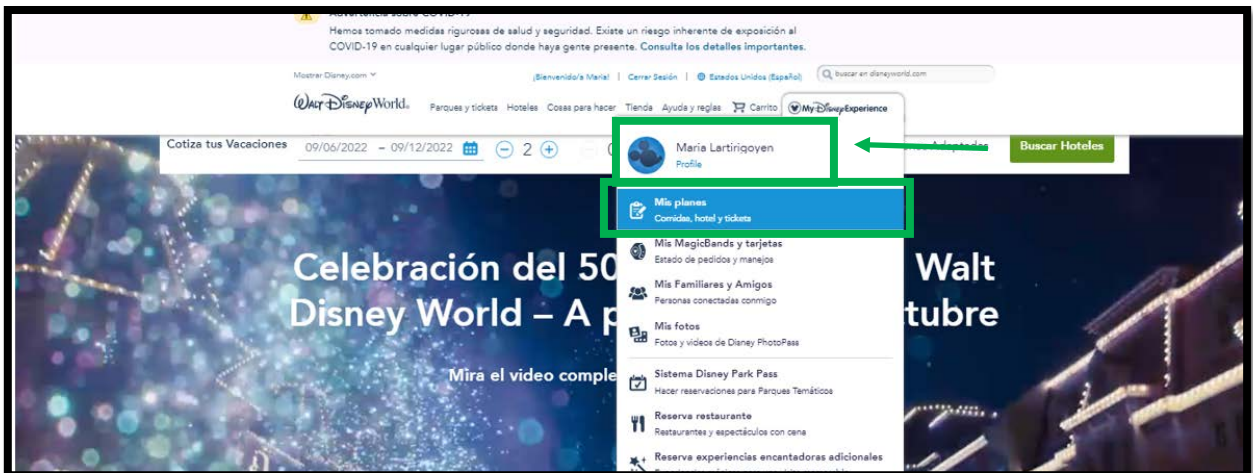 Advertencia sobre COVID-19
Hemos tomado medidas rigurosas de salud y seguridad. Existe un riesgo inherente de exposición al
COVID-19 en cualquier lugar público donde haya gente presente. Consulta los detalles importantes.
Mostrar Disney.com
¡Bienvenido/a Maria! | Cerrar Sesión | Estados Unidos (Español)
buscar en disneyworld.com
Walt Disney World. Parques y tickets Hoteles Cosas para hacer Tienda Ayuda y reglas Carrito My Disney Experience
Cotiza tus Vacaciones 09/06/2022 - 09/12/2022 2 Adaptadas Buscar Hoteles
Maria Lartirigoyen
Profile
Mis planes
Comidas, hotel y tickets
Mis MagicBands y tarjetas
Estado de pedidos y manejos
Mis Familiares y Amigos
Personas conectadas conmigo
Mis fotos
Fotos y videos de Disney PhotoPass
Sistema Disney Park Pass
Hacer reservaciones para Parques Temáticos
Reserva restaurante
Restaurantes y espectáculos con cena
Reserva experiencias encantadoras adicionales
Celebración del 50 Walt
Disney World – A p tubre
Mira el video comple